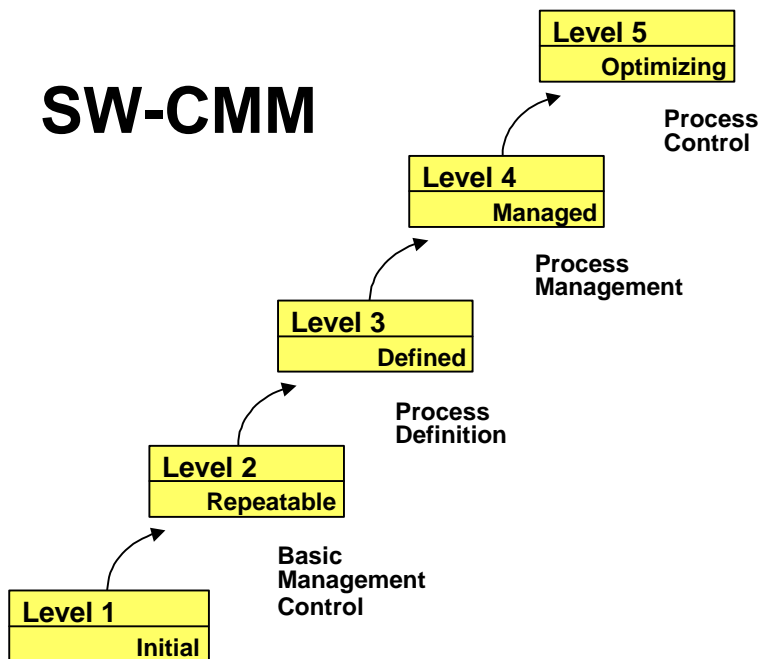 Level 5
Optimizing
SW-CMM
Process
Control
Level 4
Managed
Process
Management
Level 3
Defined
Process
Definition
Level 2
Repeatable
Basic
Management
Control
Level 1
Initial